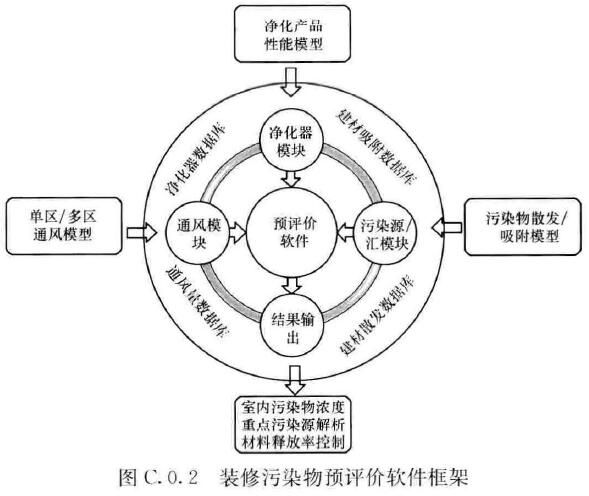 净化产品
性能模型
净化器数据库
建材吸附数据库
净化器
模块
单区/多区
通风模型
通风模
块
预评价
软件
污染源/
汇模块
污染物散发/
吸附模型
通风量数据库
建材散发数据库
结果输
出
室内污染物浓度
重点污染源解析
材料释放率控制
图 C.0.2 装修污染物预评价软件框架